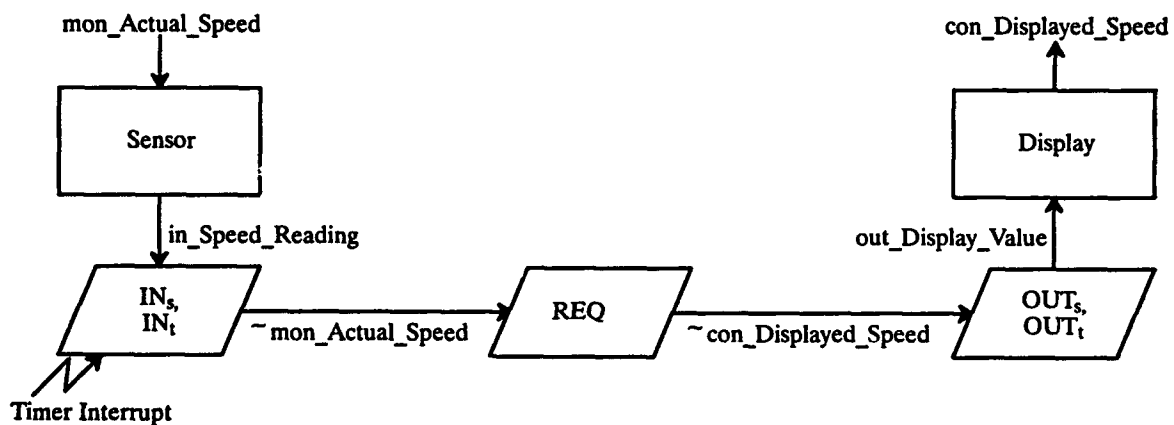 mon_Actual_Speed
con_Displayed_Speed
Sensor
Display
in_Speed_Reading
out_Display_Value
INs,
INt
~mon_Actual_Speed
REQ
~con_Displayed_Speed
OUTs,
OUTt
Timer Interrupt